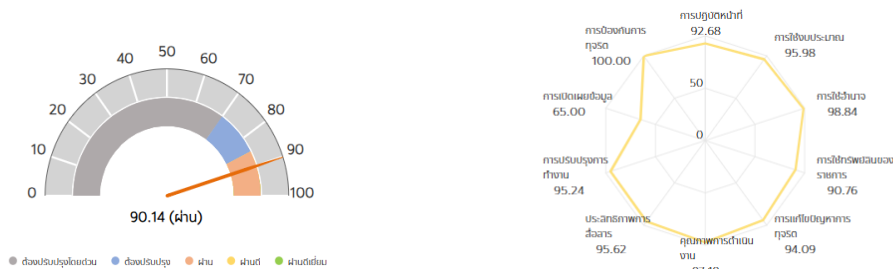 0
10
20
30
40
50
60
70
80
90
100
90.14 (ผ่าน)
ต้องปรับปรุงโดยด่วน
ต้องปรับปรุง
ผ่าน
ผ่านดี
ผ่านดีเยี่ยม
การปฏิบัติหน้าที่
92.68
การใช้งบประมาณ
95.98
การใช้อำนาจ
98.84
การใช้ทรัพย์สินของ
ราชการ
90.76
การแก้ไขปัญหาการ
ทุจริต
94.09
คุณภาพการดำเนิน
งาน
ประสิทธิภาพการ
สื่อสาร
95.62
การปรับปรุงการ
ทำงาน
95.24
การเปิดเผยข้อมูล
65.00
การป้องกันการ
ทุจริต
100.00
50
0